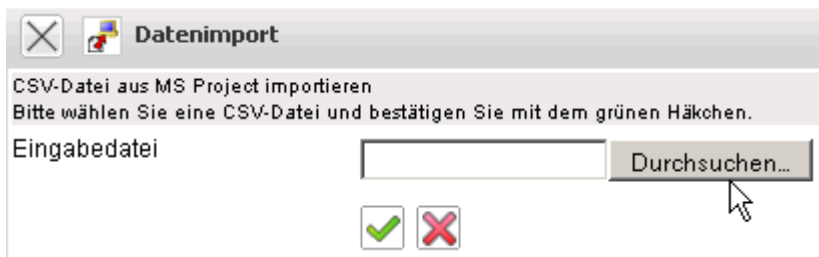 Datenimport
CSV-Datei aus MS Project importieren
Bitte wählen Sie eine CSV-Datei und bestätigen Sie mit dem grünen Häkchen.
Eingabedatei
Durchsuchen...